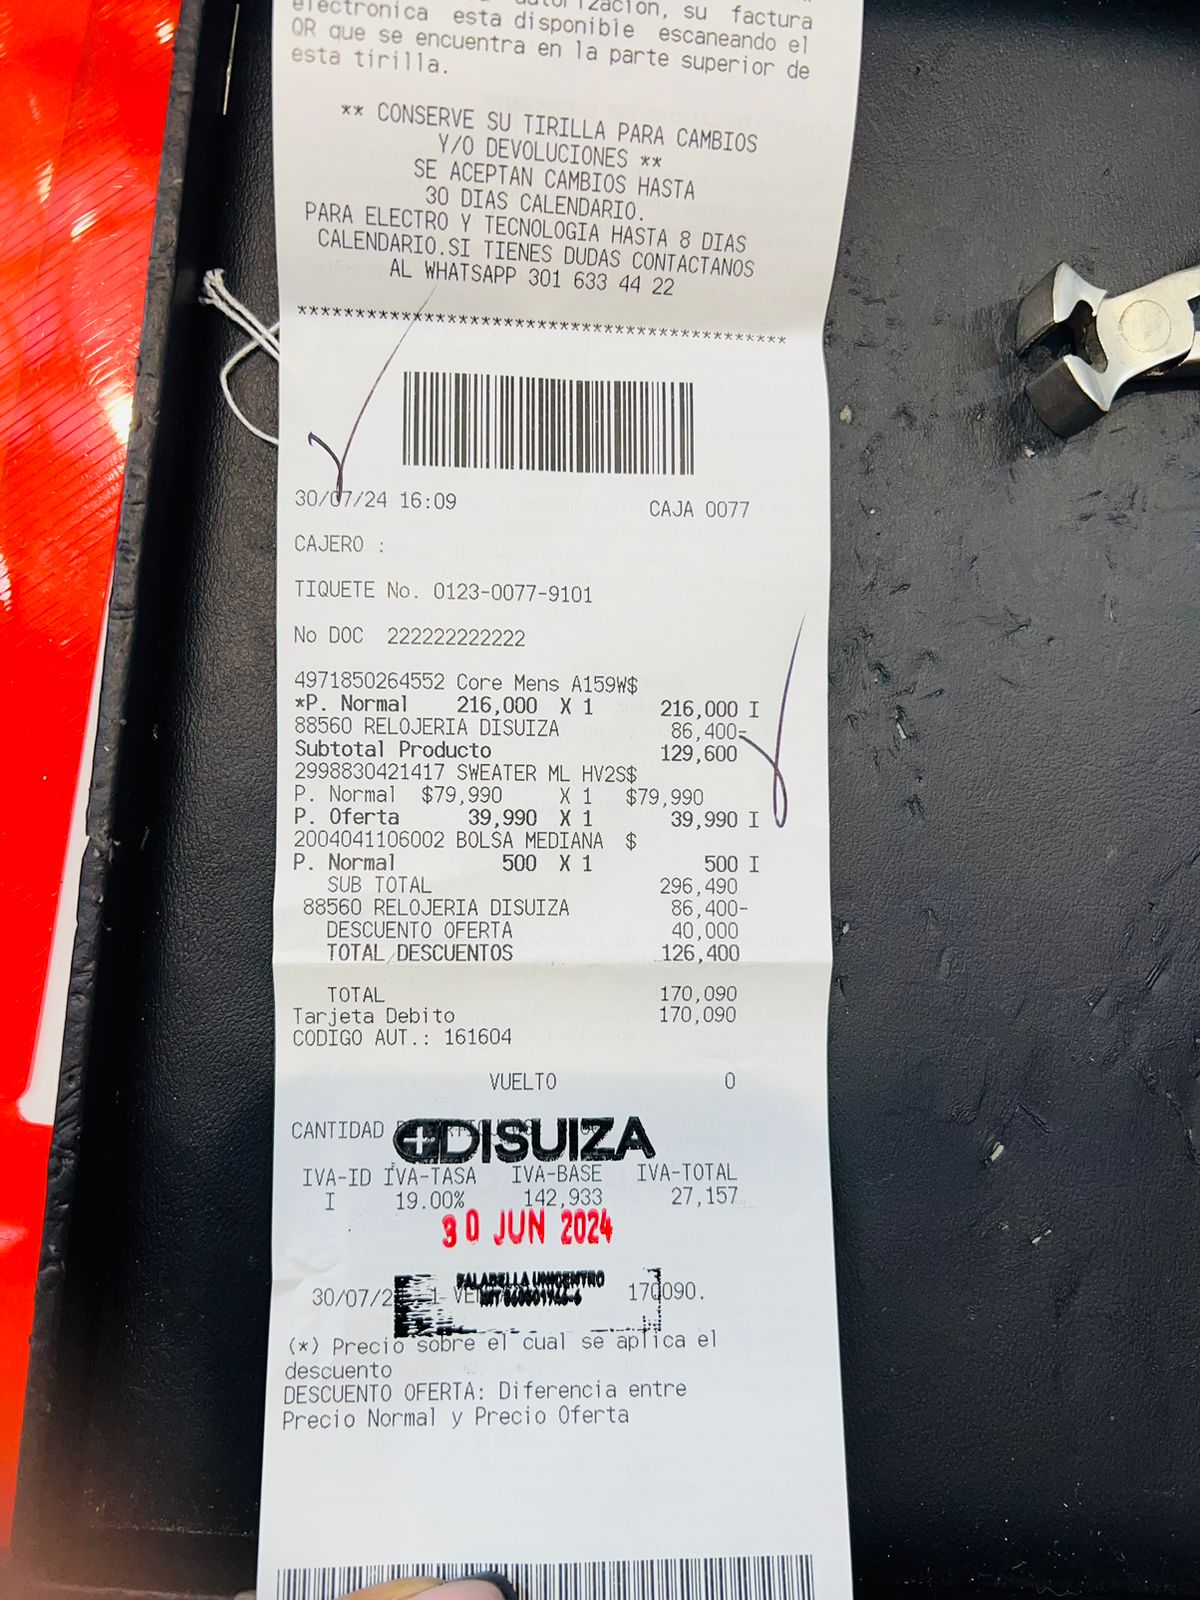 electronica esta disponible escaneando el
QR que se encuentra en la parte superior de
esta tirilla.
** CONSERVE SU TIRILLA PARA CAMBIOS
Y/O DEVOLUCIONES **
SE ACEPTAN CAMBIOS HASTA
30 DIAS CALENDARIO.
PARA ELECTRO Y TECNOLOGIA HASTA 8 DIAS
CALENDARIO.SI TIENES DUDAS CONTACTANOS
AL WHATSAPP 301 633 44 22
******************************************
30/07/24 16:09 CAJA 0077
CAJERO :
TIQUETE No. 0123-0077-9101
No DOC 222222222222
4971850264552 Core Mens A159W$
*P. Normal 216,000 X 1 216,000 I
88560 RELOJERIA DISUIZA 86,400-
Subtotal Producto 129,600
2998830421417 SWEATER ML HV2S$
P. Normal $79,990 X 1 $79,990
P. Oferta 39,990 X 1 39,990 I
2004041106002 BOLSA MEDIANA $
P. Normal 500 X 1 500 I
SUB TOTAL 296,490
88560 RELOJERIA DISUIZA 86,400-
DESCUENTO OFERTA 40,000
TOTAL DESCUENTOS 126,400
TOTAL 170,090
Tarjeta Debito 170,090
CODIGO AUT.: 161604
VUELTO 0
CANTIDAD
DISUIZA
IVA-ID IVA-TASA IVA-BASE IVA-TOTAL
I 19.00% 142,933 27,157
30 JUN 2024
FALABELLA UNICENTRO
30/07/2 170090.
(*) Precio sobre el cual se aplica el
descuento
DESCUENTO OFERTA: Diferencia entre
Precio Normal y Precio Oferta